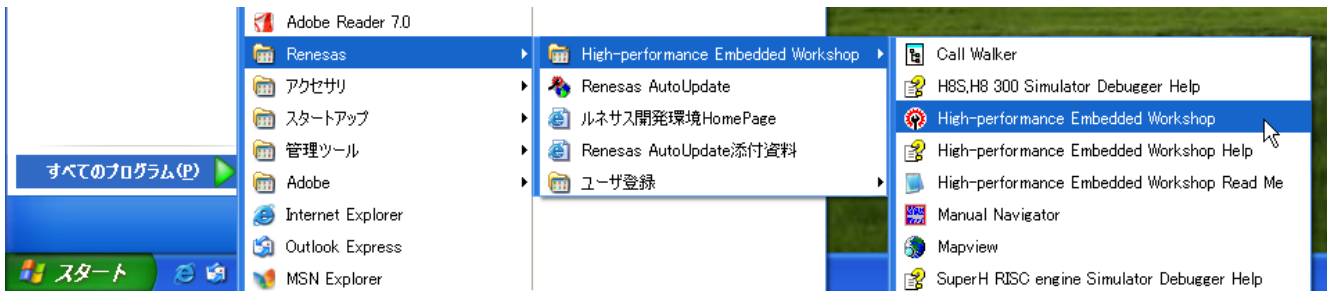 Adobe Reader 7.0
Renesas
アクセサリ
スタートアップ
管理ツール
Adobe
Internet Explorer
Outlook Express
MSN Explorer
High-performance Embedded Workshop
Renesas AutoUpdate
ルネサス開発環境HomePage
Renesas AutoUpdate添付資料
ユーザ登録
Call Walker
H8S,H8 300 Simulator Debugger Help
High-performance Embedded Workshop
High-performance Embedded Workshop Help
High-performance Embedded Workshop Read Me
Manual Navigator
Mapview
SuperH RISC engine Simulator Debugger Help
すべてのプログラム(P)
スタート